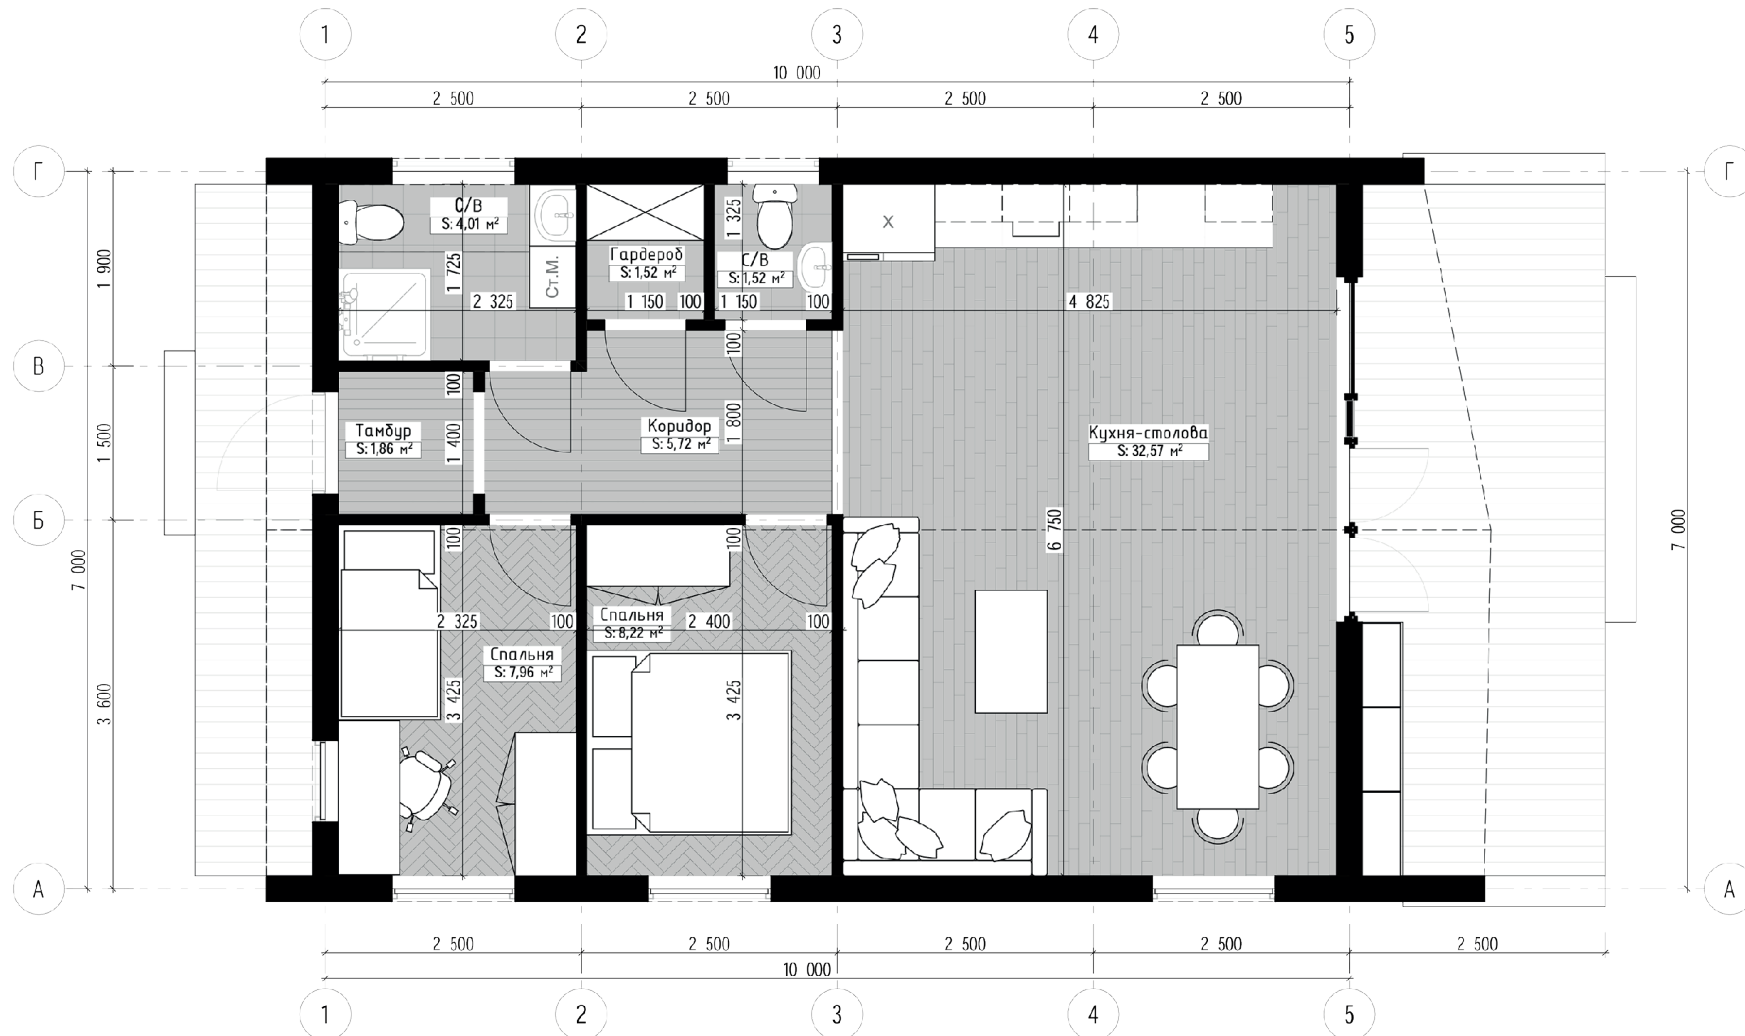 1 2 3 4 5
10 000
2 500 2 500 2 500 2 500
Г Г
С/В
S: 4,01 м²
1 325
1 900
Гардероб
S: 1,52 м²
С/В
S: 1,52 м²
Х
1 725
Ст.М.
2 325
1 150 100
1 150 100
4 825
100
В
100
Тамбур
S: 1,86 м²
1 500
1 400
Коридор
S: 5,72 м²
1 800
Кухня-столова
S: 32,57 м²
Б
100
100
6 750
7 000
7 000
2 325 100
Спальня
S: 8,22 м²
2 400 100
Спальня
S: 7,96 м²
3 600
3 425
3 425
А А
2 500 2 500 2 500 2 500 2 500
10 000
1 2 3 4 5